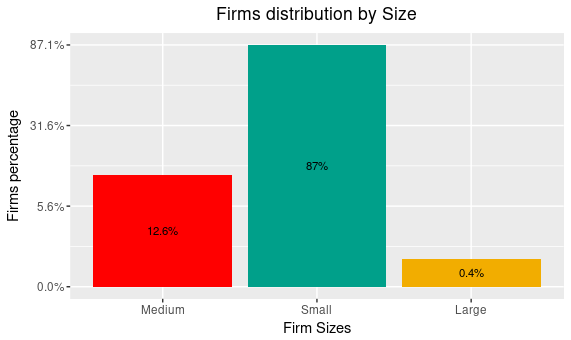 Firms distribution by Size
Firms percentage
87.1%
31.6%
5.6%
0.0%
12.6%
87%
0.4%
Medium
Small
Large
Firm Sizes